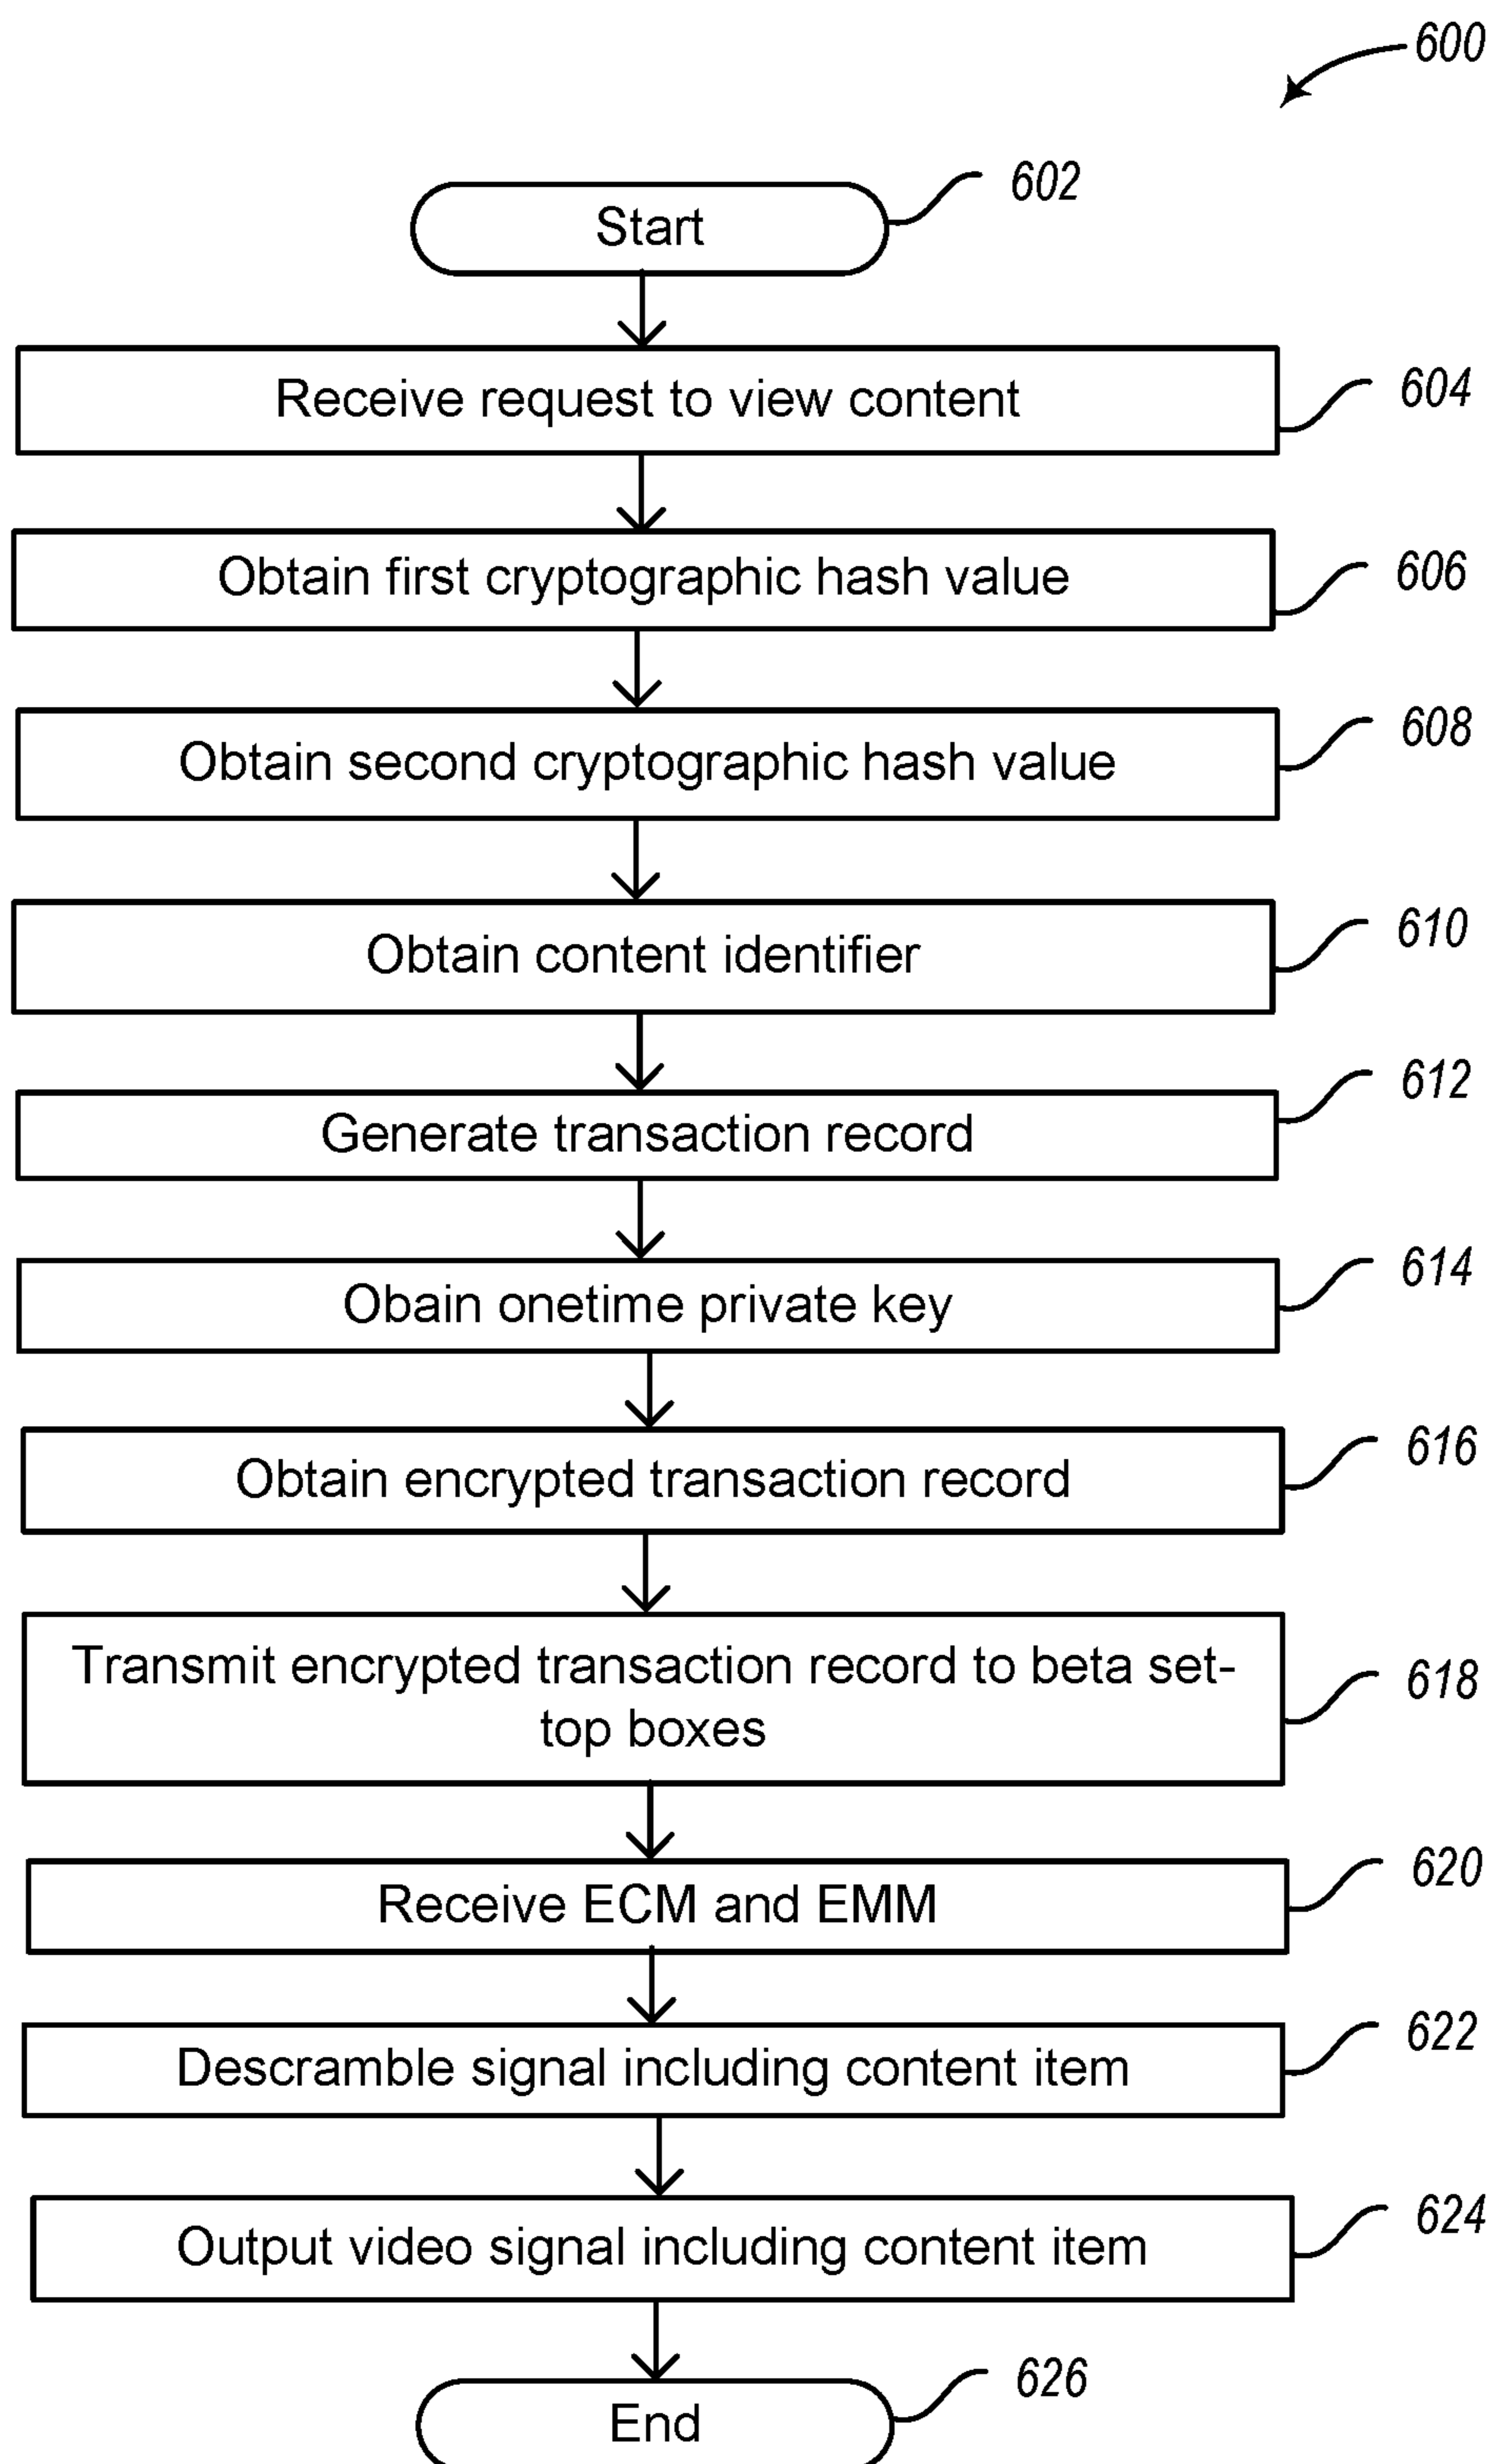 600
Start
602
Receive request to view content
604
Obtain first cryptographic hash value
606
Obtain second cryptographic hash value
608
Obtain content identifier
610
Generate transaction record
612
Obain onetime private key
614
Obtain encrypted transaction record
616
Transmit encrypted transaction record to beta set-
top boxes
618
Receive ECM and EMM
620
Descramble signal including content item
622
Output video signal including content item
624
End
626